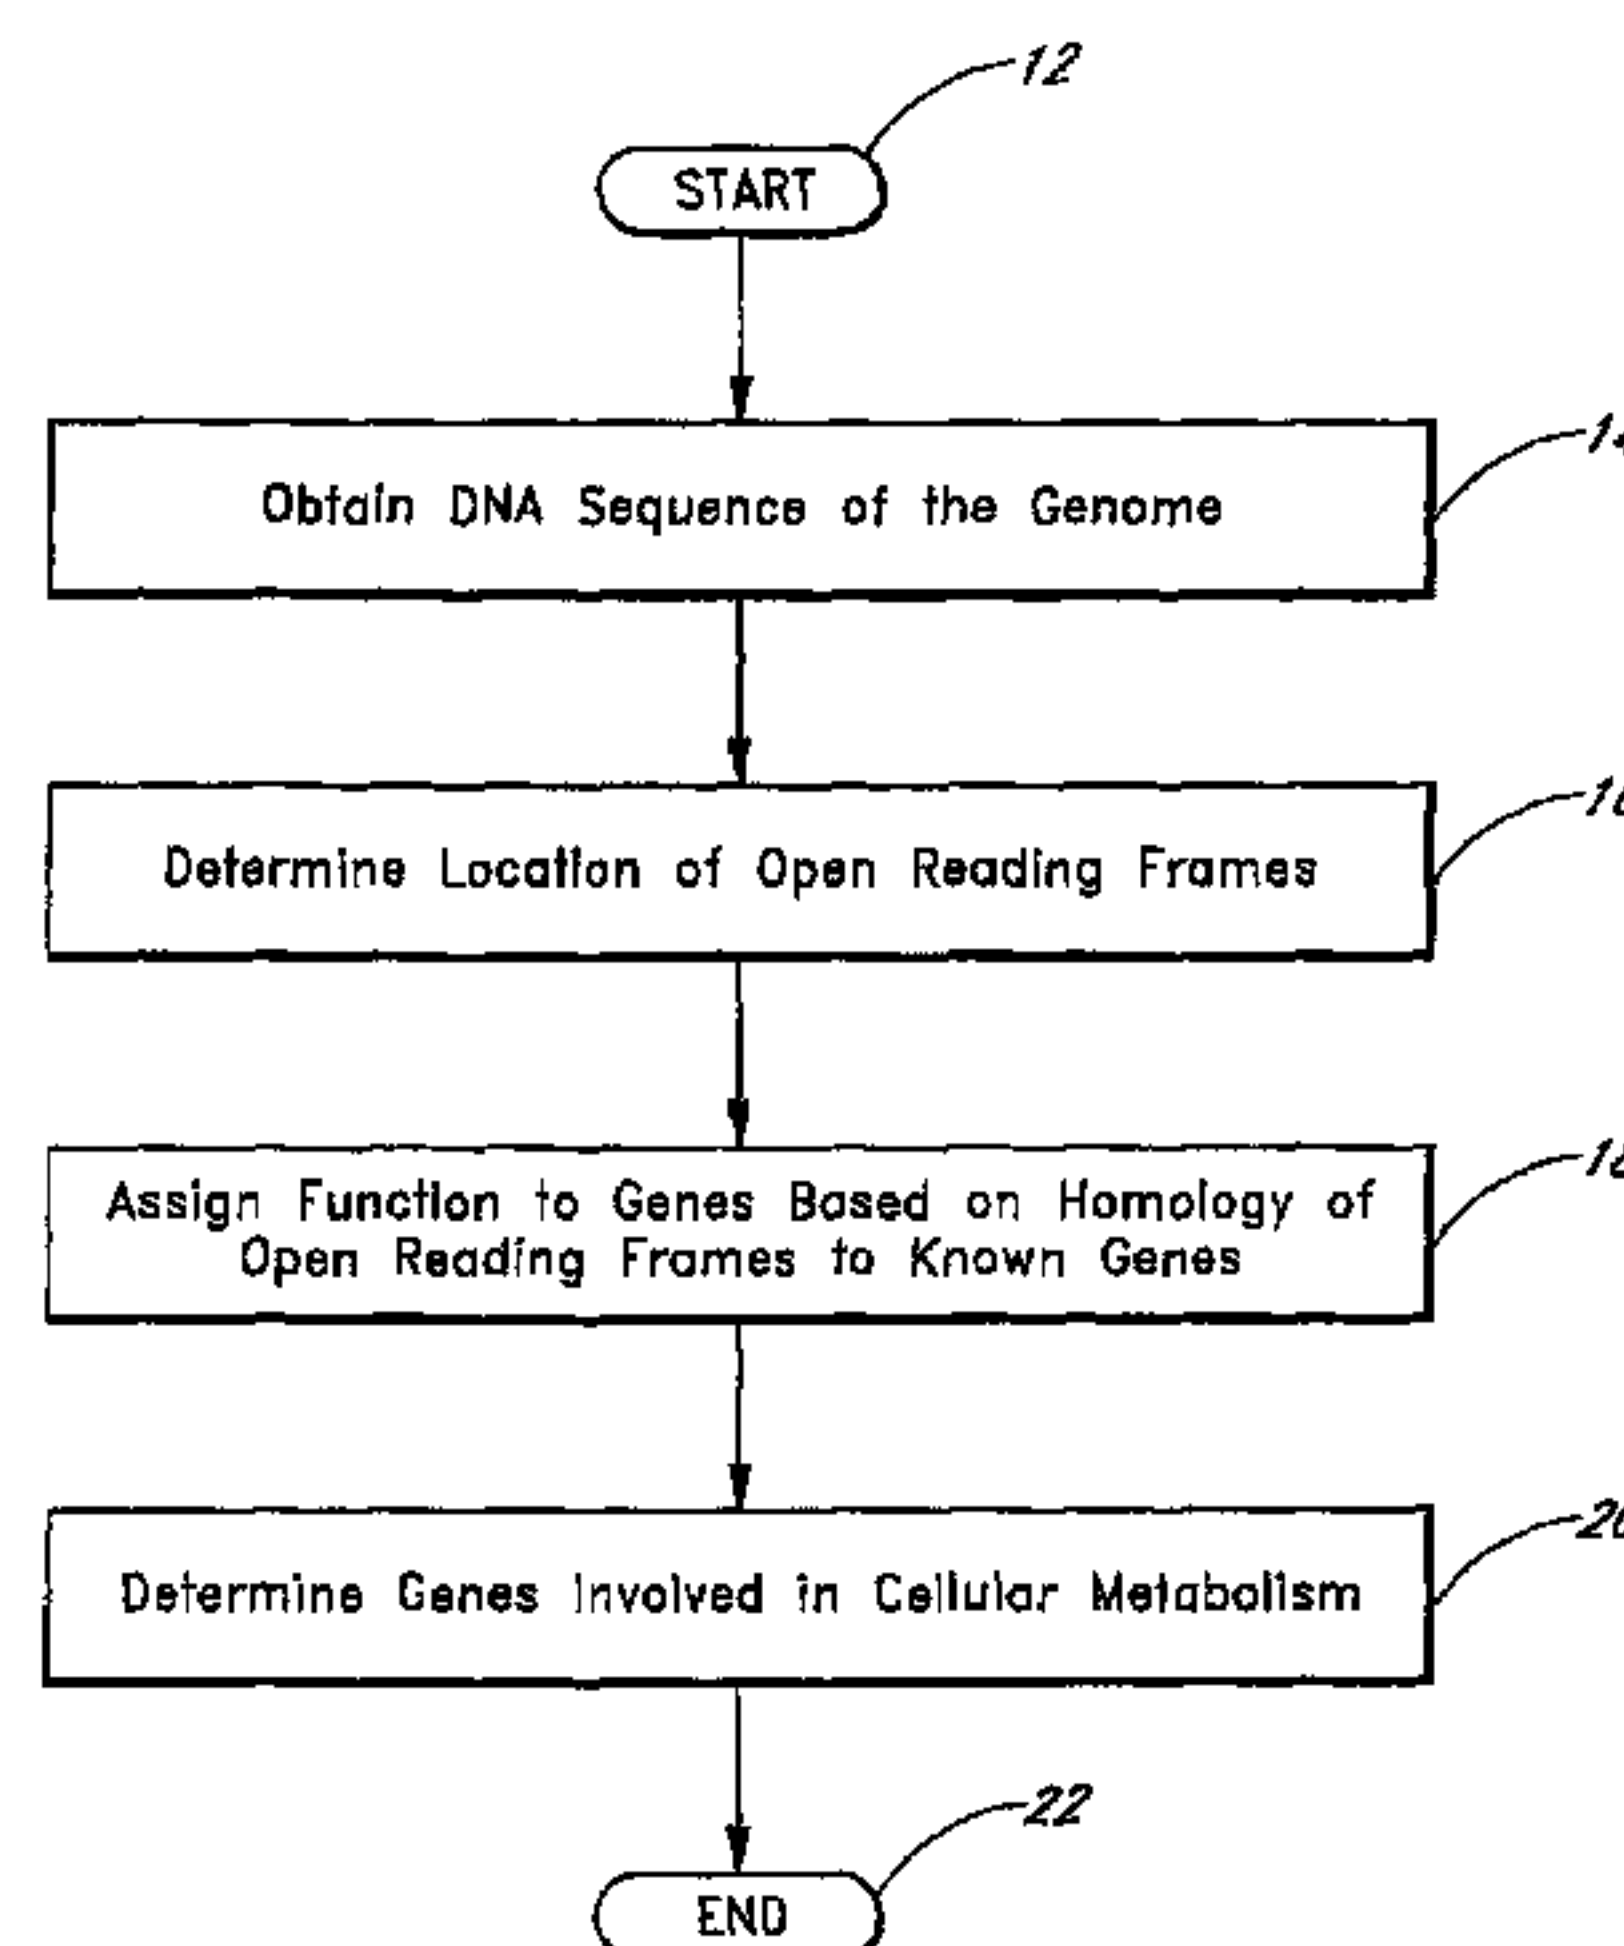 12
START
Obtain DNA Sequence of the Genome
Determine Location of Open Reading Frames
Assign Function to Genes Based on Homology of
Open Reading Frames to Known Genes
Determine Genes Involved in Cellular Metabolism
22
END